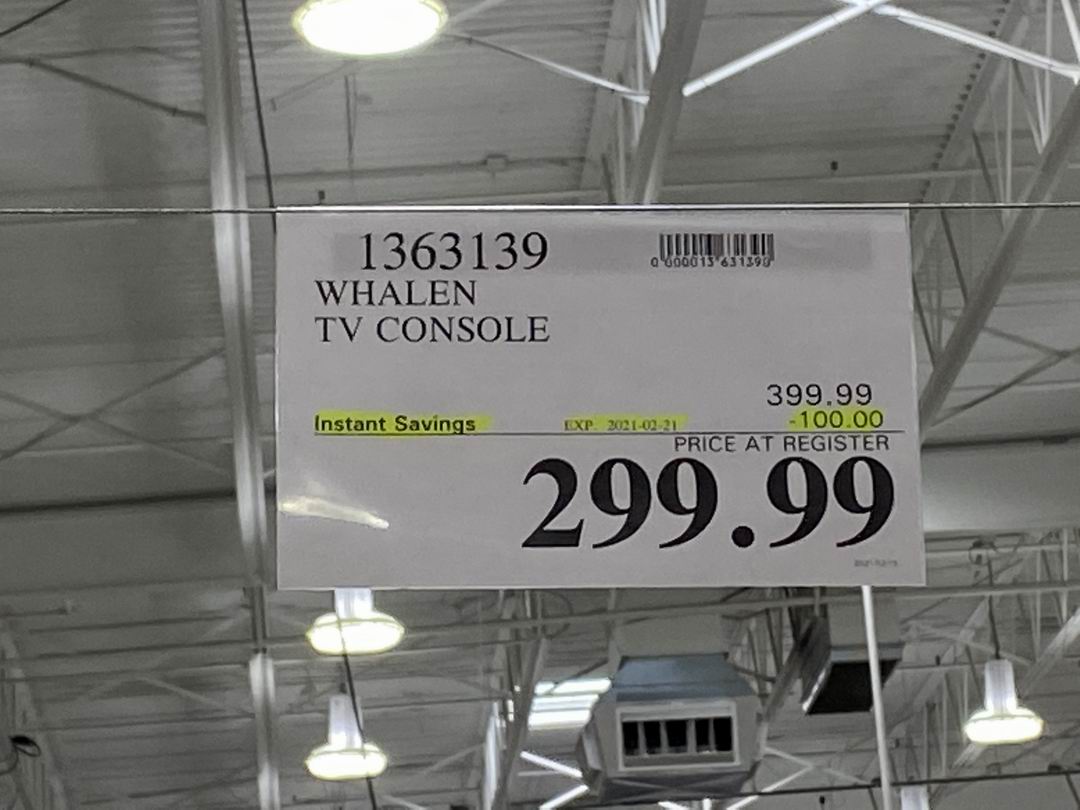 1363139
0 000013 631390
WHALEN
TV CONSOLE
399.99
Instant Savings EXP. 2021-02-21 -100.00
PRICE AT REGISTER
299.99